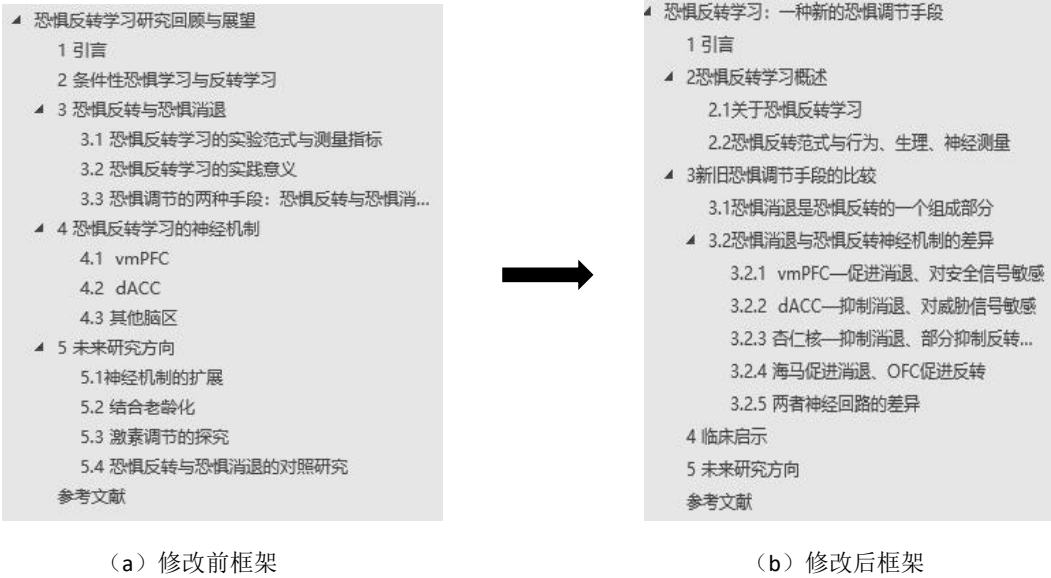 恐惧反转学习研究回顾与展望
1 引言
2 条件性恐惧学习与反转学习
3 恐惧反转与恐惧消退
3.1 恐惧反转学习的实验范式与测量指标
3.2 恐惧反转学习的实践意义
3.3 恐惧调节的两种手段：恐惧反转与恐惧消...
4 恐惧反转学习的神经机制
4.1 vmPFC
4.2 dACC
4.3 其他脑区
5 未来研究方向
5.1神经机制的扩展
5.2 结合老龄化
5.3 激素调节的探究
5.4 恐惧反转与恐惧消退的对照研究
参考文献
（a）修改前框架
恐惧反转学习：一种新的恐惧调节手段
1 引言
2恐惧反转学习概述
2.1关于恐惧反转学习
2.2恐惧反转范式与行为、生理、神经测量
3新旧恐惧调节手段的比较
3.1恐惧消退是恐惧反转的一个组成部分
3.2恐惧消退与恐惧反转神经机制的差异
3.2.1 vmPFC—促进消退、对安全信号敏感
3.2.2 dACC—抑制消退、对威胁信号敏感
3.2.3 杏仁核—抑制消退、部分抑制反转...
3.2.4 海马促进消退、OFC促进反转
3.2.5 两者神经回路的差异
4 临床启示
5 未来研究方向
参考文献
（b）修改后框架